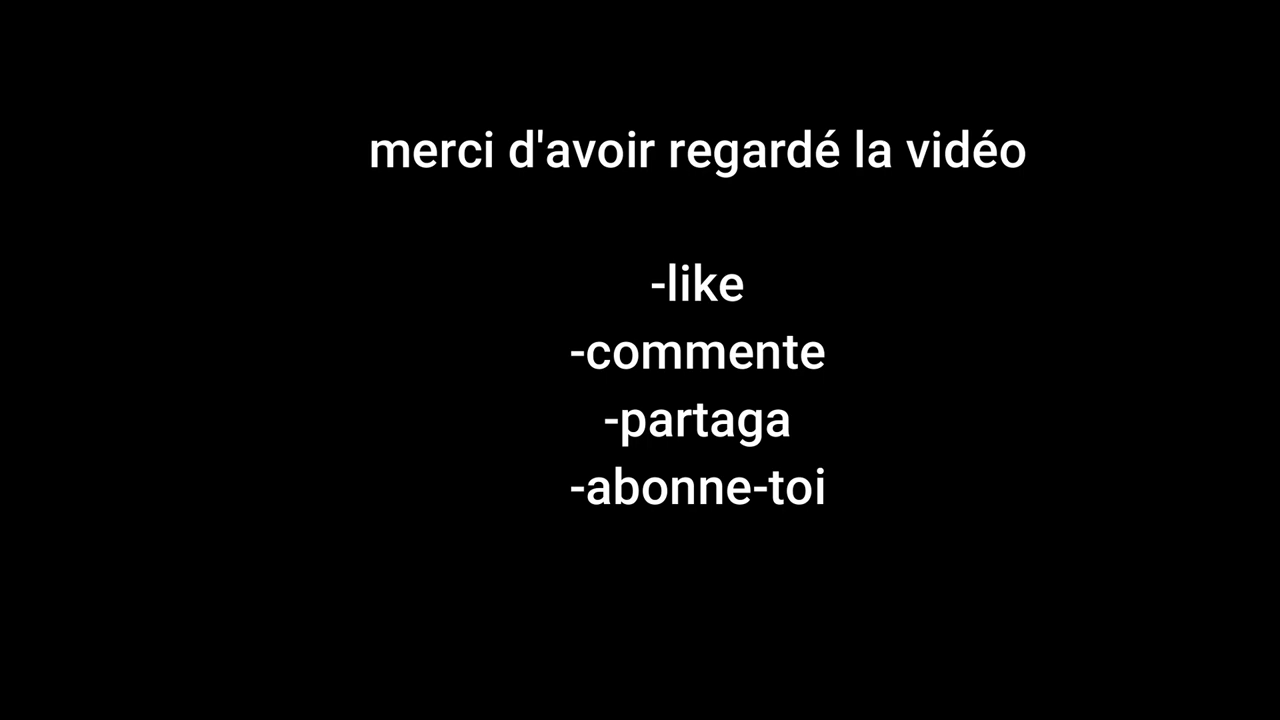 merci d'avoir regardé la vidéo
-like
-commente
-partaga
-abonne-toi